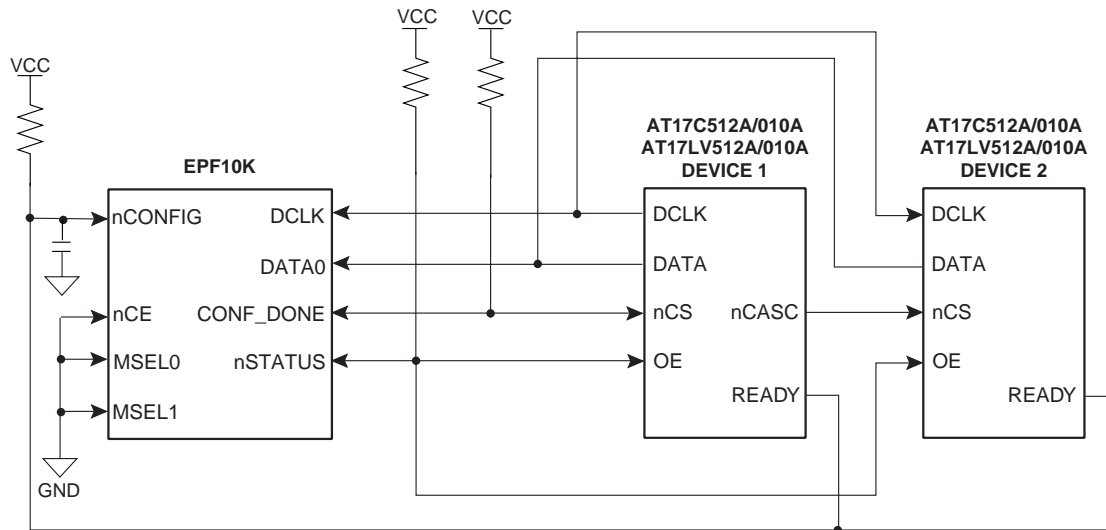 VCC
VCC
VCC
EPF10K
nCONFIG
DCLK
DATA0
nCE
CONF_DONE
MSEL0
nSTATUS
MSEL1
GND
AT17C512A/010A
AT17LV512A/010A
DEVICE 1
DCLK
DATA
nCS
nCASC
OE
READY
AT17C512A/010A
AT17LV512A/010A
DEVICE 2
DCLK
DATA
nCS
OE
READY